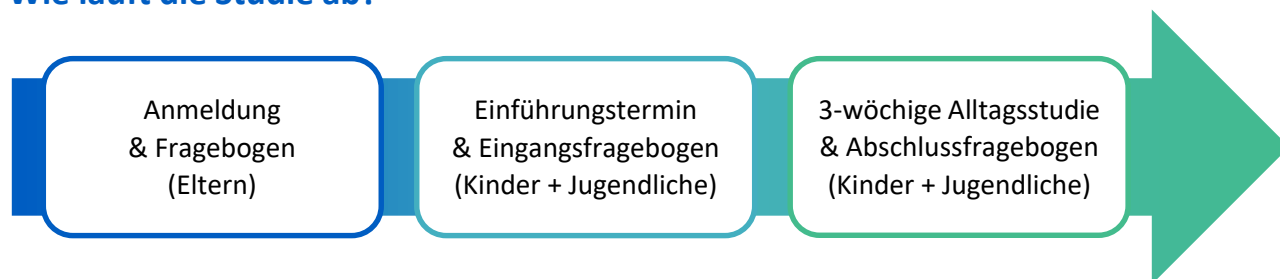 Wie läuft die Studie ab?
Anmeldung
& Fragebogen
(Eltern)
Einführungstermin
& Eingangsfragebogen
(Kinder + Jugendliche)
3-wöchige Alltagsstudie
& Abschlussfragebogen
(Kinder + Jugendliche)